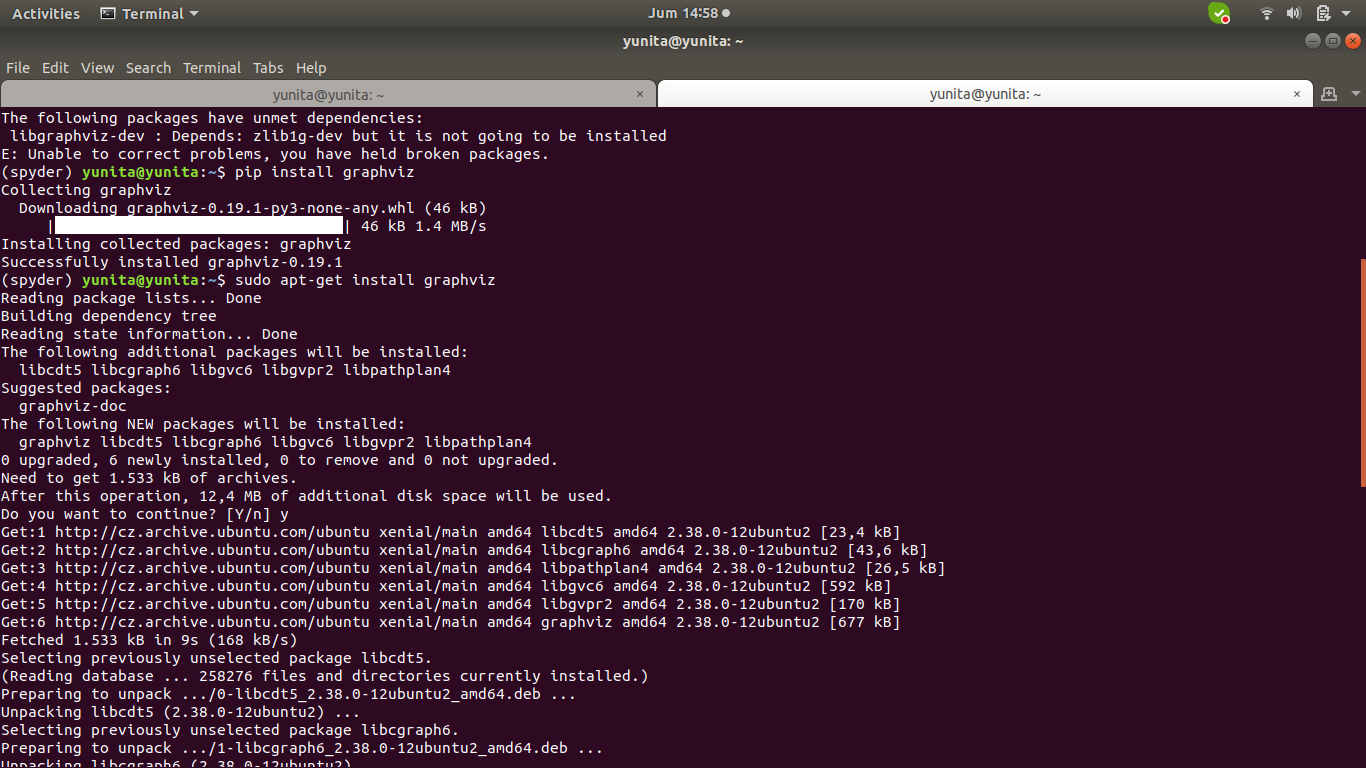 Activities Terminal Jum 14:58
yunita@yunita: ~
File Edit View Search Terminal Tabs Help
yunita@yunita: ~ × yunita@yunita: ~ ×
The following packages have unmet dependencies:
 libgraphviz-dev : Depends: zlib1g-dev but it is not going to be installed
E: Unable to correct problems, you have held broken packages.
(spyder) yunita@yunita:~$ pip install graphviz
Collecting graphviz
  Downloading graphviz-0.19.1-py3-none-any.whl (46 kB)
     | | 46 kB 1.4 MB/s
Installing collected packages: graphviz
Successfully installed graphviz-0.19.1
(spyder) yunita@yunita:~$ sudo apt-get install graphviz
Reading package lists... Done
Building dependency tree
Reading state information... Done
The following additional packages will be installed:
  libcdt5 libcgraph6 libgvc6 libgvpr2 libpathplan4
Suggested packages:
  graphviz-doc
The following NEW packages will be installed:
  graphviz libcdt5 libcgraph6 libgvc6 libgvpr2 libpathplan4
0 upgraded, 6 newly installed, 0 to remove and 0 not upgraded.
Need to get 1.533 kB of archives.
After this operation, 12,4 MB of additional disk space will be used.
Do you want to continue? [Y/n] y
Get:1 http://cz.archive.ubuntu.com/ubuntu xenial/main amd64 libcdt5 amd64 2.38.0-12ubuntu2 [23,4 kB]
Get:2 http://cz.archive.ubuntu.com/ubuntu xenial/main amd64 libcgraph6 amd64 2.38.0-12ubuntu2 [43,6 kB]
Get:3 http://cz.archive.ubuntu.com/ubuntu xenial/main amd64 libpathplan4 amd64 2.38.0-12ubuntu2 [26,5 kB]
Get:4 http://cz.archive.ubuntu.com/ubuntu xenial/main amd64 libgvc6 amd64 2.38.0-12ubuntu2 [592 kB]
Get:5 http://cz.archive.ubuntu.com/ubuntu xenial/main amd64 libgvpr2 amd64 2.38.0-12ubuntu2 [170 kB]
Get:6 http://cz.archive.ubuntu.com/ubuntu xenial/main amd64 graphviz amd64 2.38.0-12ubuntu2 [677 kB]
Fetched 1.533 kB in 9s (168 kB/s)
Selecting previously unselected package libcdt5.
(Reading database ... 258276 files and directories currently installed.)
Preparing to unpack .../0-libcdt5_2.38.0-12ubuntu2_amd64.deb ...
Unpacking libcdt5 (2.38.0-12ubuntu2) ...
Selecting previously unselected package libcgraph6.
Preparing to unpack .../1-libcgraph6_2.38.0-12ubuntu2_amd64.deb ...
Unpacking libcgraph6 (2.38.0-12ubuntu2)